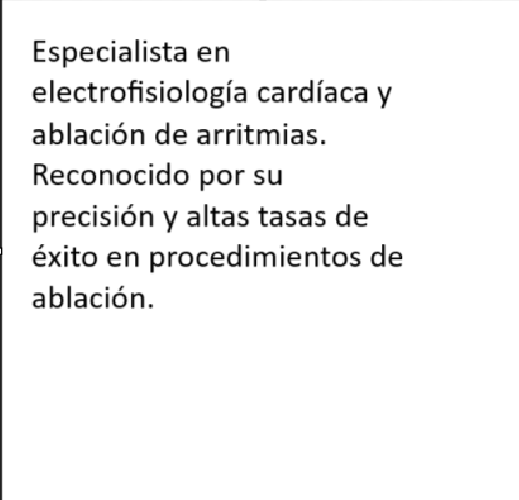 Especialista en
electrofisiología cardíaca y
ablación de arritmias.
Reconocido por su
precisión y altas tasas de
éxito en procedimientos de
ablación.